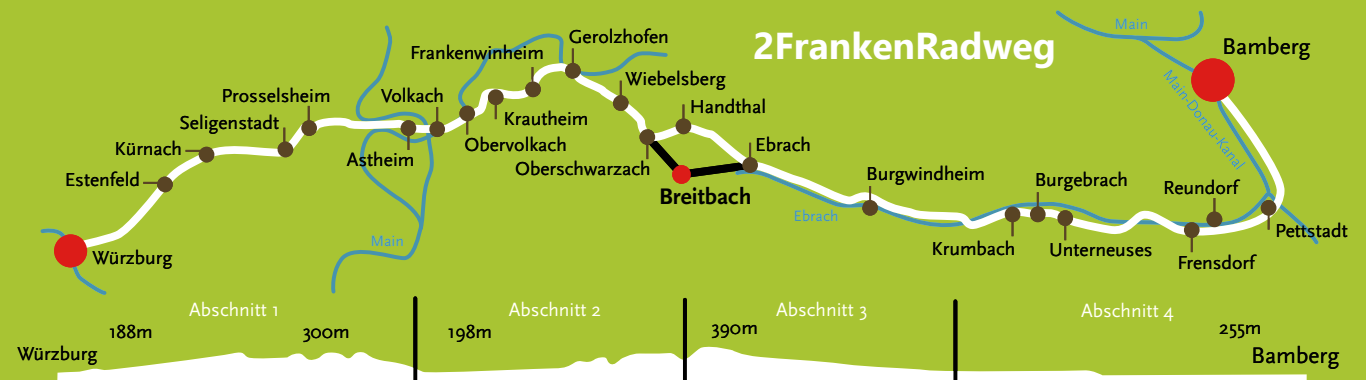 2FrankenRadweg
Main
Bamberg
Main-Donau-Kanal
Gerolzhofen
Frankenwinheim
Wiebelsberg
Prosselsheim
Volkach
Handthal
Seligenstadt
Krautheim
Kürnach
Astheim
Obervolkach
Ebrach
Oberschwarzach
Estenfeld
Breitbach
Burgwindheim
Burgebrach
Reundorf
Ebrach
Pettstadt
Main
Krumbach
Unterneuses
Frensdorf
Würzburg
Abschnitt 1
Abschnitt 2
Abschnitt 3
Abschnitt 4
188m
300m
198m
390m
255m
Würzburg
Bamberg